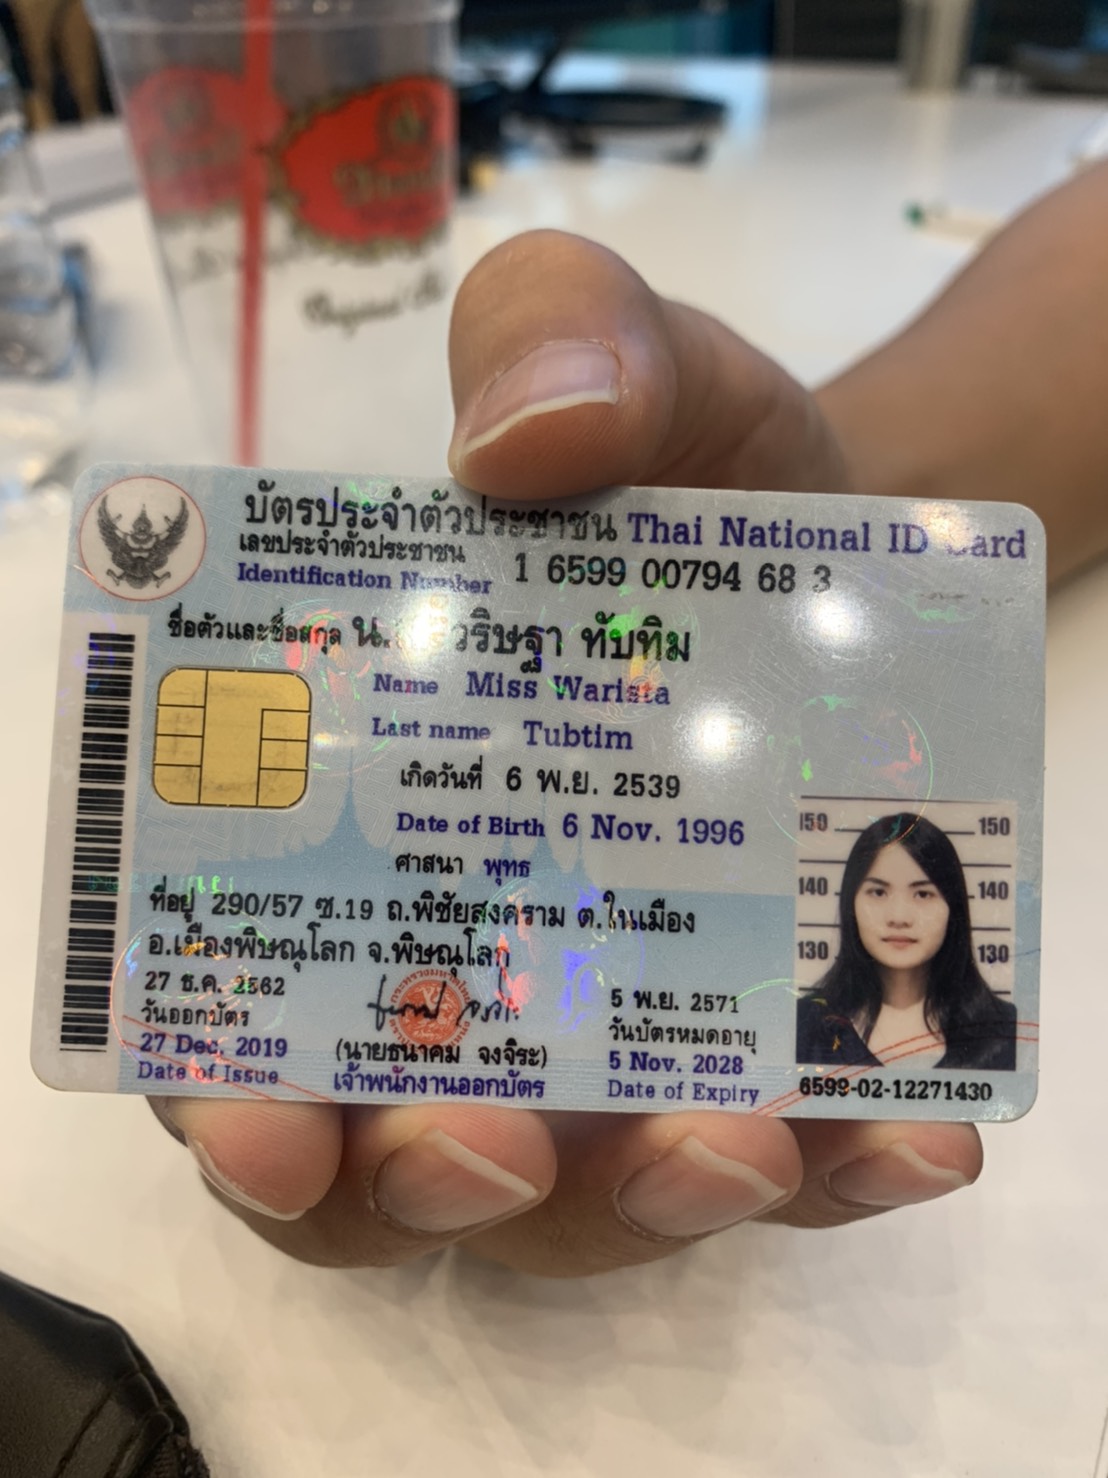 บัตรประจำตัวประชาชน Thai National ID Card
เลขประจำตัวประชาชน
Identification Number 1 6599 00794 68 3
ชื่อตัวและชื่อสกุล น.ส. วริษฐา ทับทิม
Name Miss Warista
Last name Tubtim
เกิดวันที่ 6 พ.ย. 2539
Date of Birth 6 Nov. 1996
ศาสนา พุทธ
ที่อยู่ 290/57 ซ.19 ถ.พิชัยสงคราม ต.ในเมือง
อ.เมืองพิษณุโลก จ.พิษณุโลก
27 ธ.ค. 2562
วันออกบัตร
27 Dec. 2019
Date of Issue
(นายธนาคม จงจิระ)
เจ้าพนักงานออกบัตร
5 พ.ย. 2571
วันบัตรหมดอายุ
5 Nov. 2028
Date of Expiry
150 150
140 140
130 130
6599-02-12271430